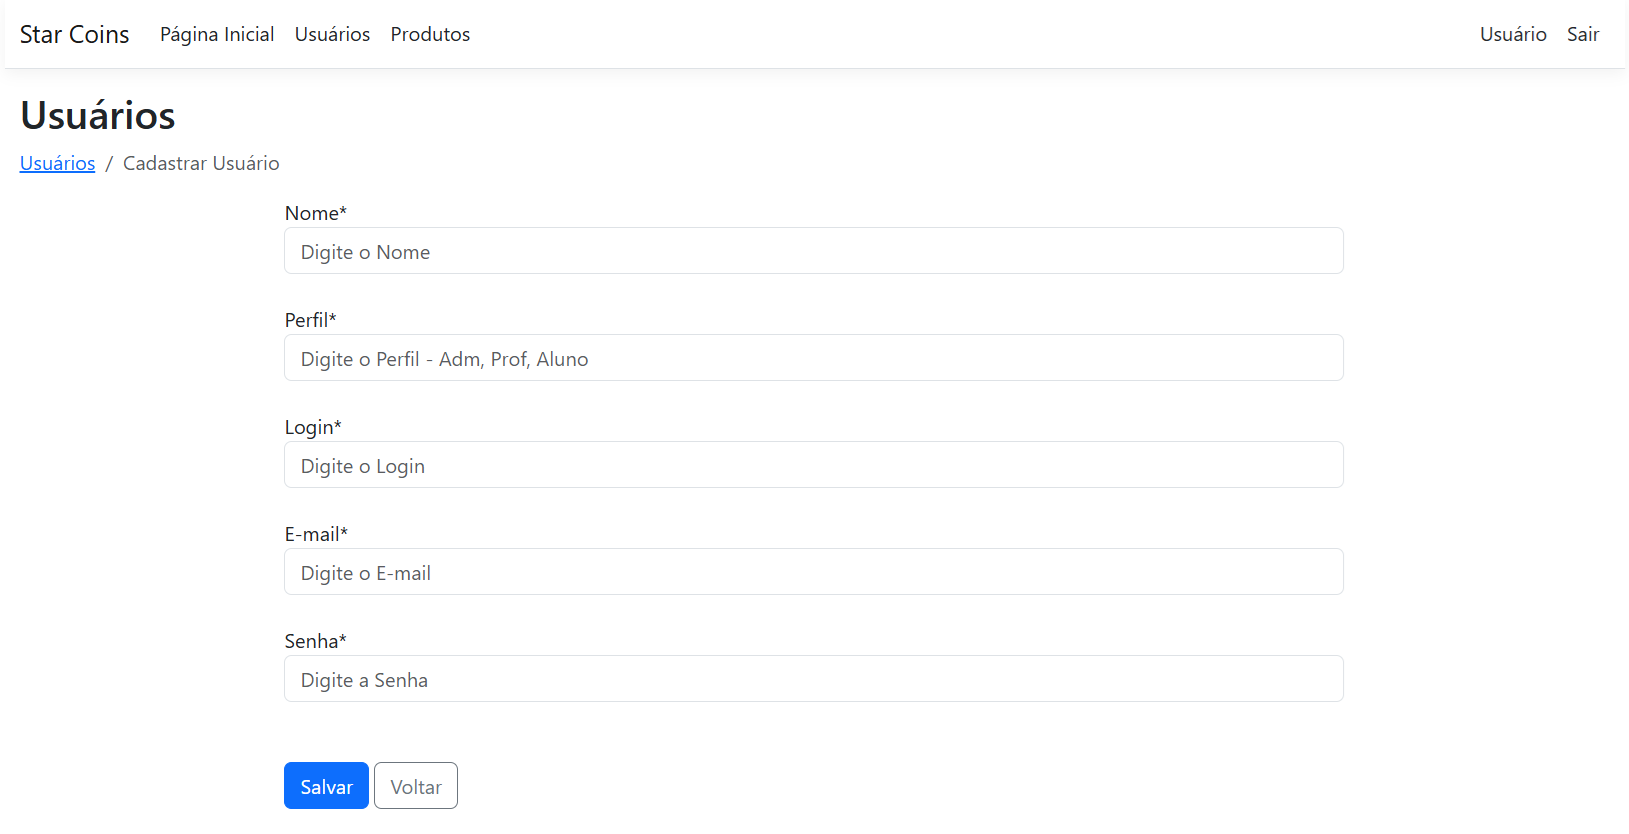 Star Coins Página Inicial Usuários Produtos Usuário Sair
Usuários
Usuários / Cadastrar Usuário
Nome*
Digite o Nome
Perfil*
Digite o Perfil - Adm, Prof, Aluno
Login*
Digite o Login
E-mail*
Digite o E-mail
Senha*
Digite a Senha
Salvar Voltar